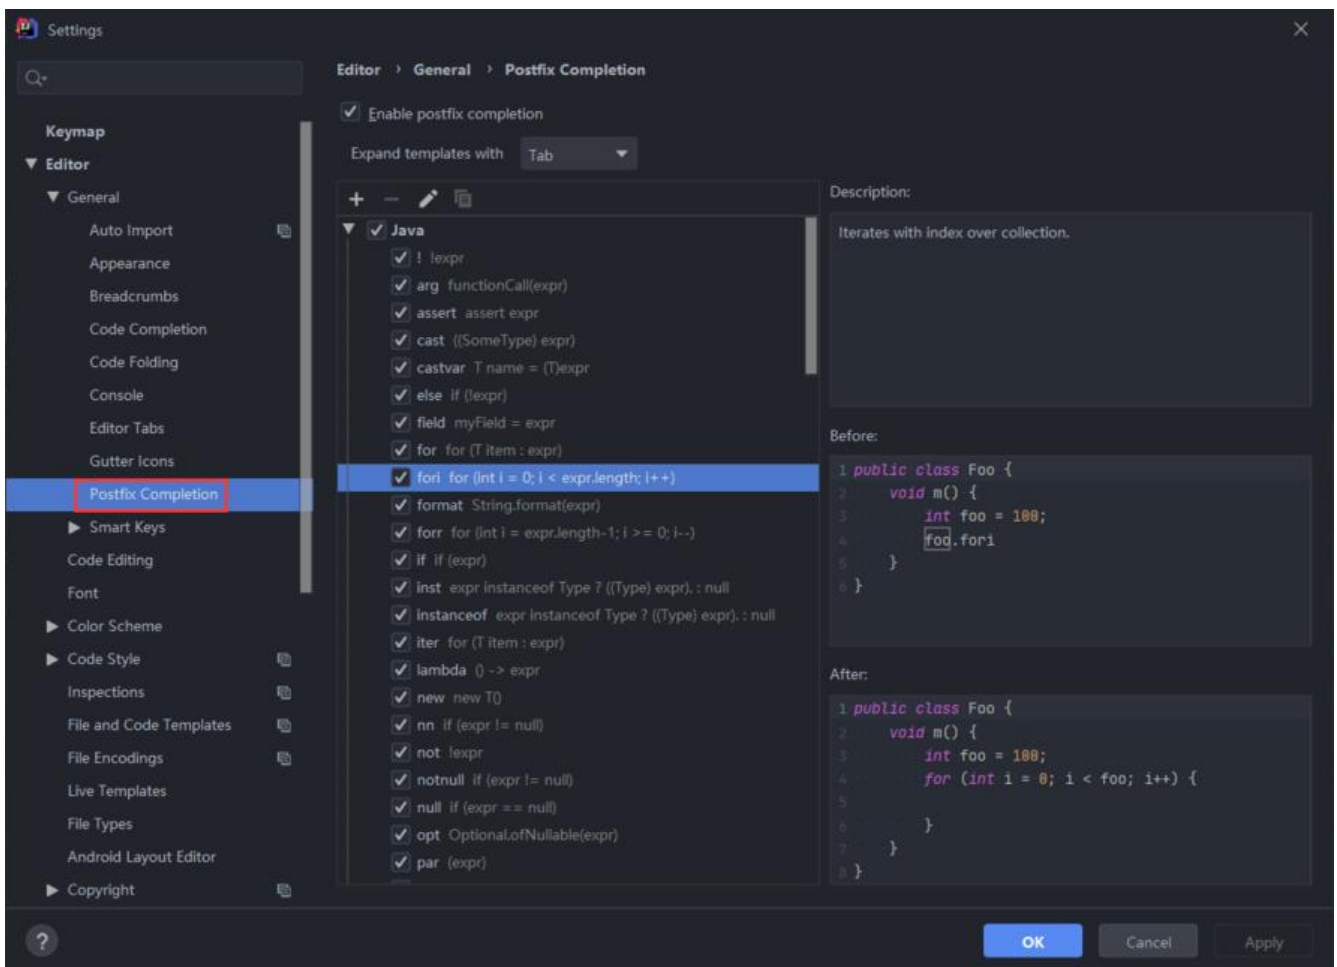 Settings
Editor › General › Postfix Completion
Enable postfix completion
Expand templates with Tab
Keymap
Editor
General
Auto Import
Appearance
Breadcrumbs
Code Completion
Code Folding
Console
Editor Tabs
Gutter Icons
Postfix Completion
Smart Keys
Code Editing
Font
Color Scheme
Code Style
Inspections
File and Code Templates
File Encodings
Live Templates
File Types
Android Layout Editor
Copyright
Java
! !expr
arg functionCall(expr)
assert assert expr
cast ((SomeType) expr)
castvar T name = (T)expr
else if (!expr)
field myField = expr
for for (T item : expr)
fori for (int i = 0; i < expr.length; i++)
format String.format(expr)
forr for (int i = expr.length-1; i >= 0; i--)
if if (expr)
inst expr instanceof Type ? ((Type) expr). : null
instanceof expr instanceof Type ? ((Type) expr). : null
iter for (T item : expr)
lambda () -> expr
new new T()
nn if (expr != null)
not !expr
notnull if (expr != null)
null if (expr == null)
opt Optional.ofNullable(expr)
par (expr)
Description:
Iterates with index over collection.
Before:
1 public class Foo {
2 void m() {
3 int foo = 100;
4 foo.fori
5 }
6 }
After:
1 public class Foo {
2 void m() {
3 int foo = 100;
4 for (int i = 0; i < foo; i++) {
5
6 }
7 }
8 }
?
OK
Cancel
Apply